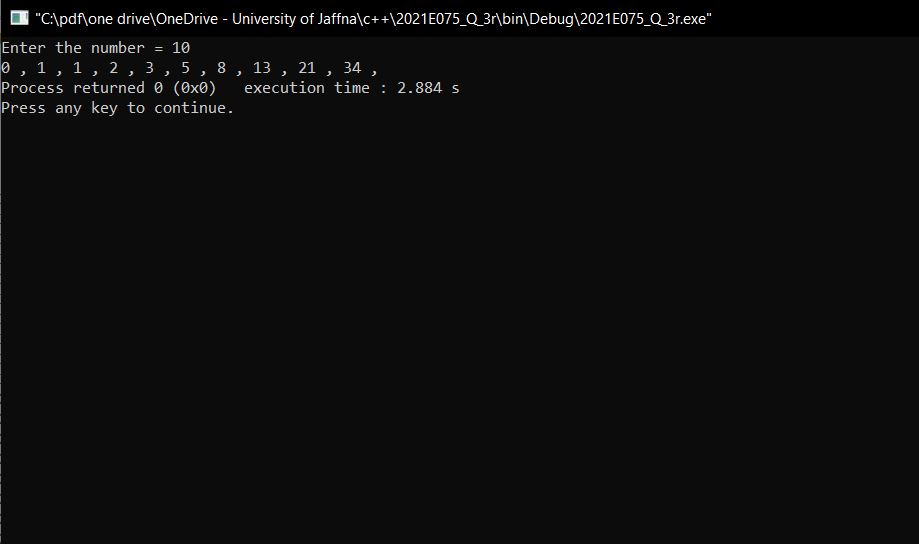 "C:\pdf\one drive\OneDrive - University of Jaffna\c++\2021E075_Q_3r\bin\Debug\2021E075_Q_3r.exe"
Enter the number = 10
0 , 1 , 1 , 2 , 3 , 5 , 8 , 13 , 21 , 34 ,
Process returned 0 (0x0)   execution time : 2.884 s
Press any key to continue.